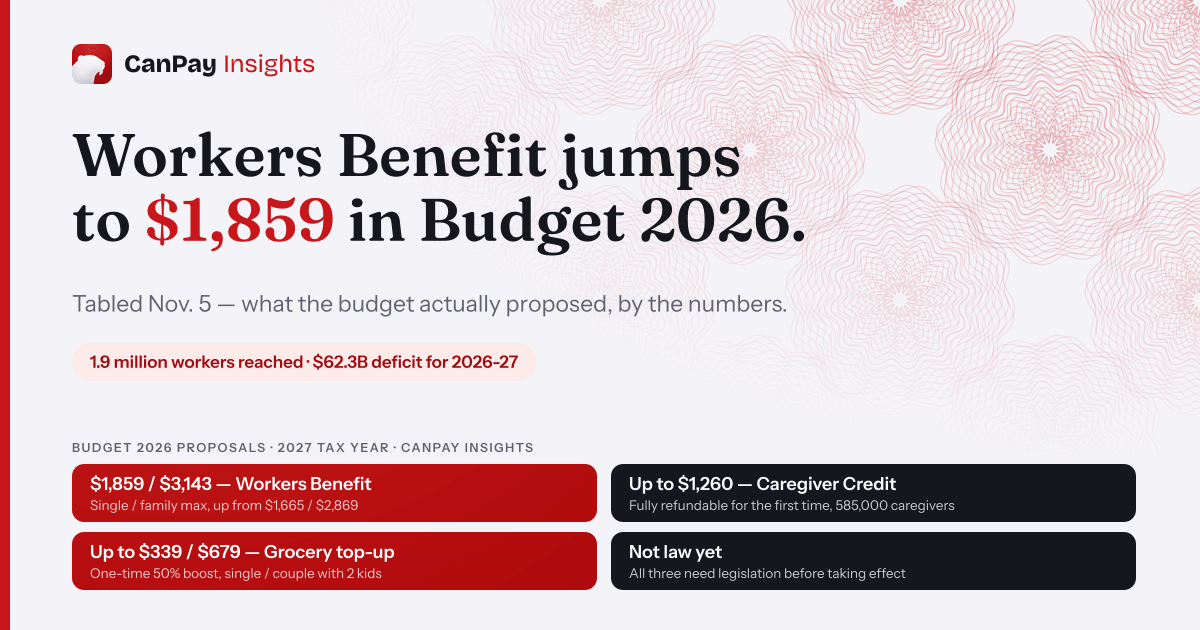 CanPay Insights
Workers Benefit jumps
to $1,859 in Budget 2026.
Tabled Nov. 5 — what the budget actually proposed, by the numbers.
1.9 million workers reached · $62.3B deficit for 2026-27
BUDGET 2026 PROPOSALS · 2027 TAX YEAR · CANPAY INSIGHTS
$1,859 / $3,143 — Workers Benefit
Single / family max, up from $1,665 / $2,869
Up to $1,260 — Caregiver Credit
Fully refundable for the first time, 585,000 caregivers
Up to $339 / $679 — Grocery top-up
One-time 50% boost, single / couple with 2 kids
Not law yet
All three need legislation before taking effect